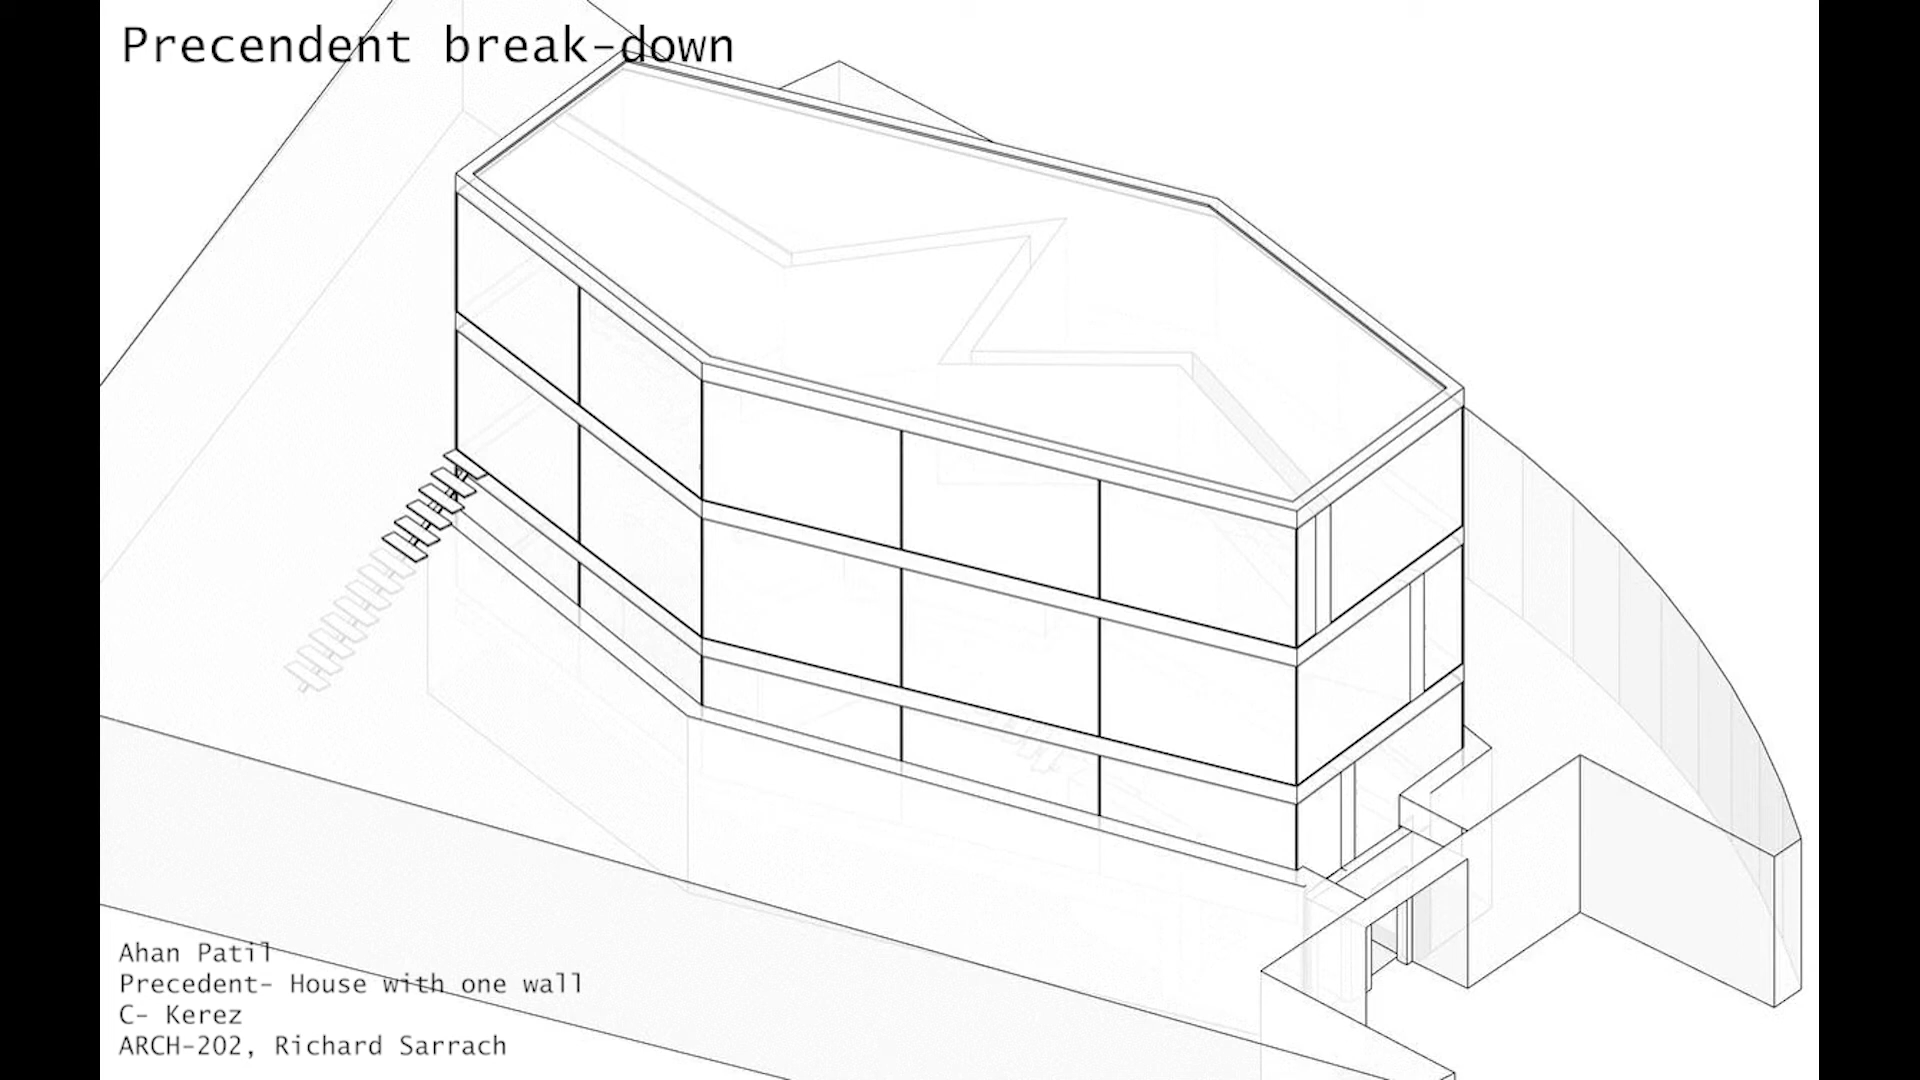 Precendent break-down
Ahan Patil
Precedent- House with one wall
C- Kerez
ARCH-202, Richard Sarrach